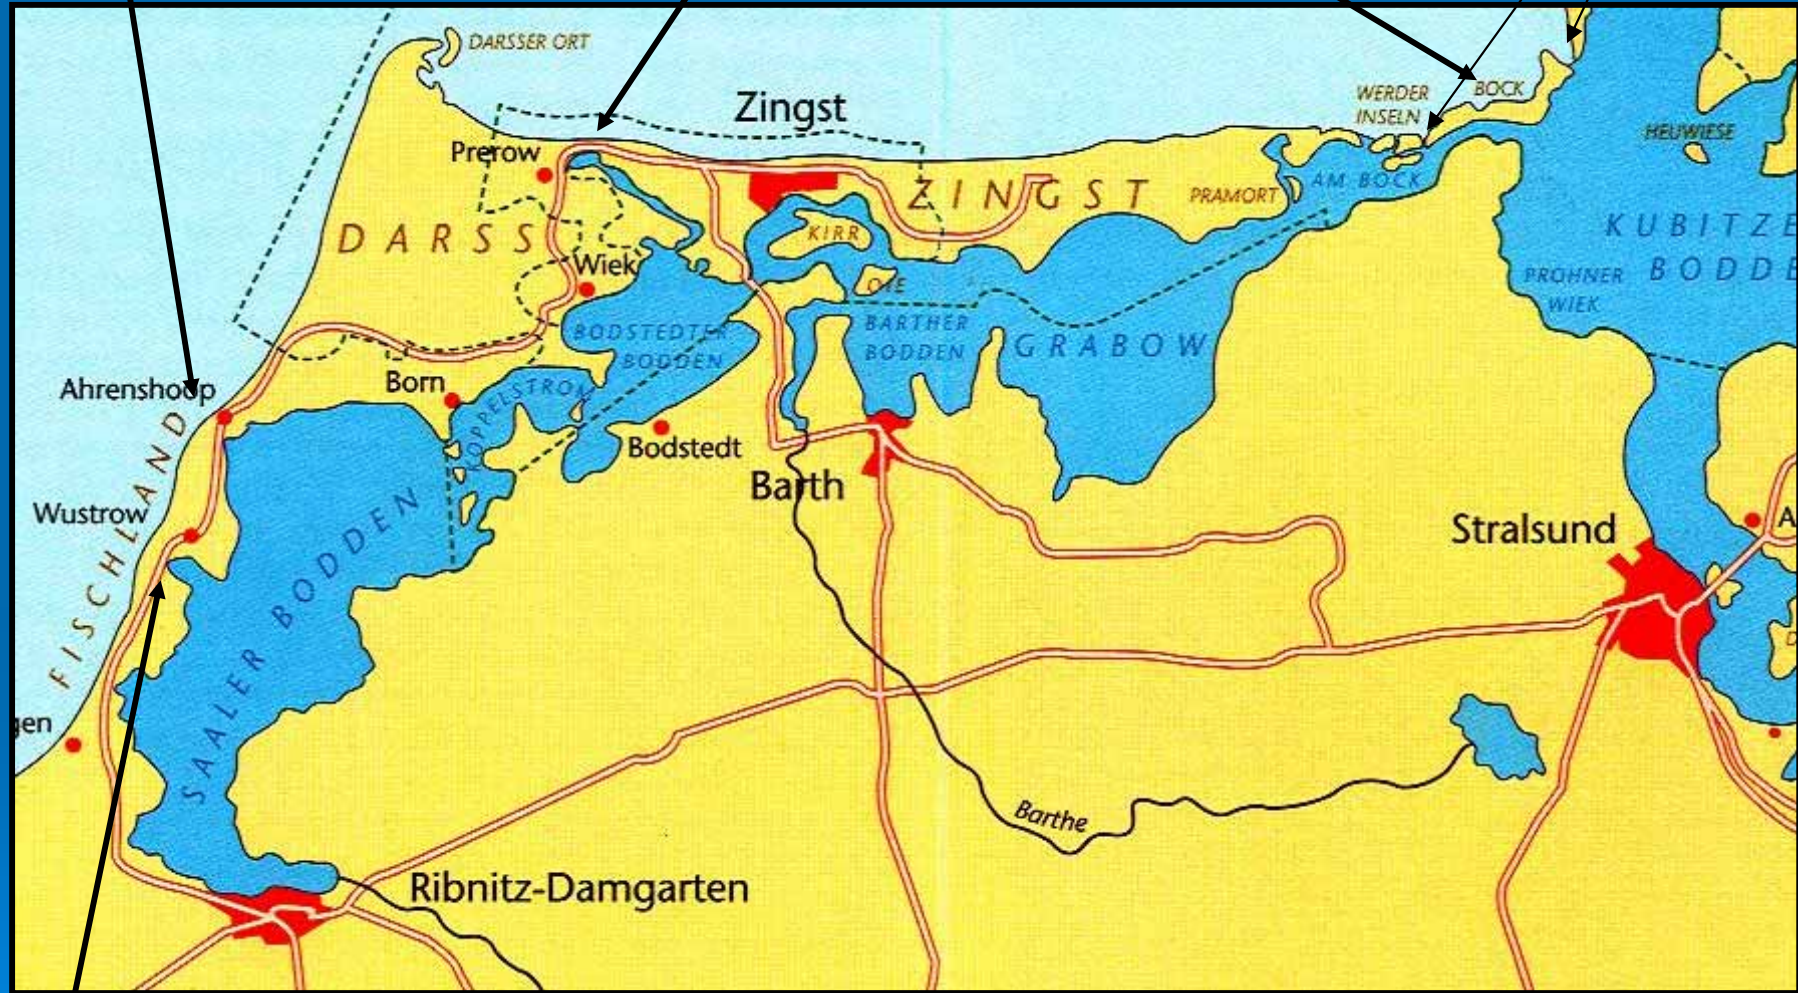 DARSSER ORT
Zingst
WERDER
INSELN
BOCK
HEUWIESE
Prerow
ZINGST
PRAMORT
AM BOCK
DARSS
KIRR
KUBITZE
BODDE
Wiek
OIE
PROHNER
WIEK
BODSTEDTER
BODDEN
BARTHER
BODDEN
GRABOW
Ahrenshoop
Born
KOPPELSTROM
Bodstedt
Barth
FISCHLAND
Wustrow
SAALER BODDEN
Stralsund
A
gen
D
Barthe
Ribnitz-Damgarten